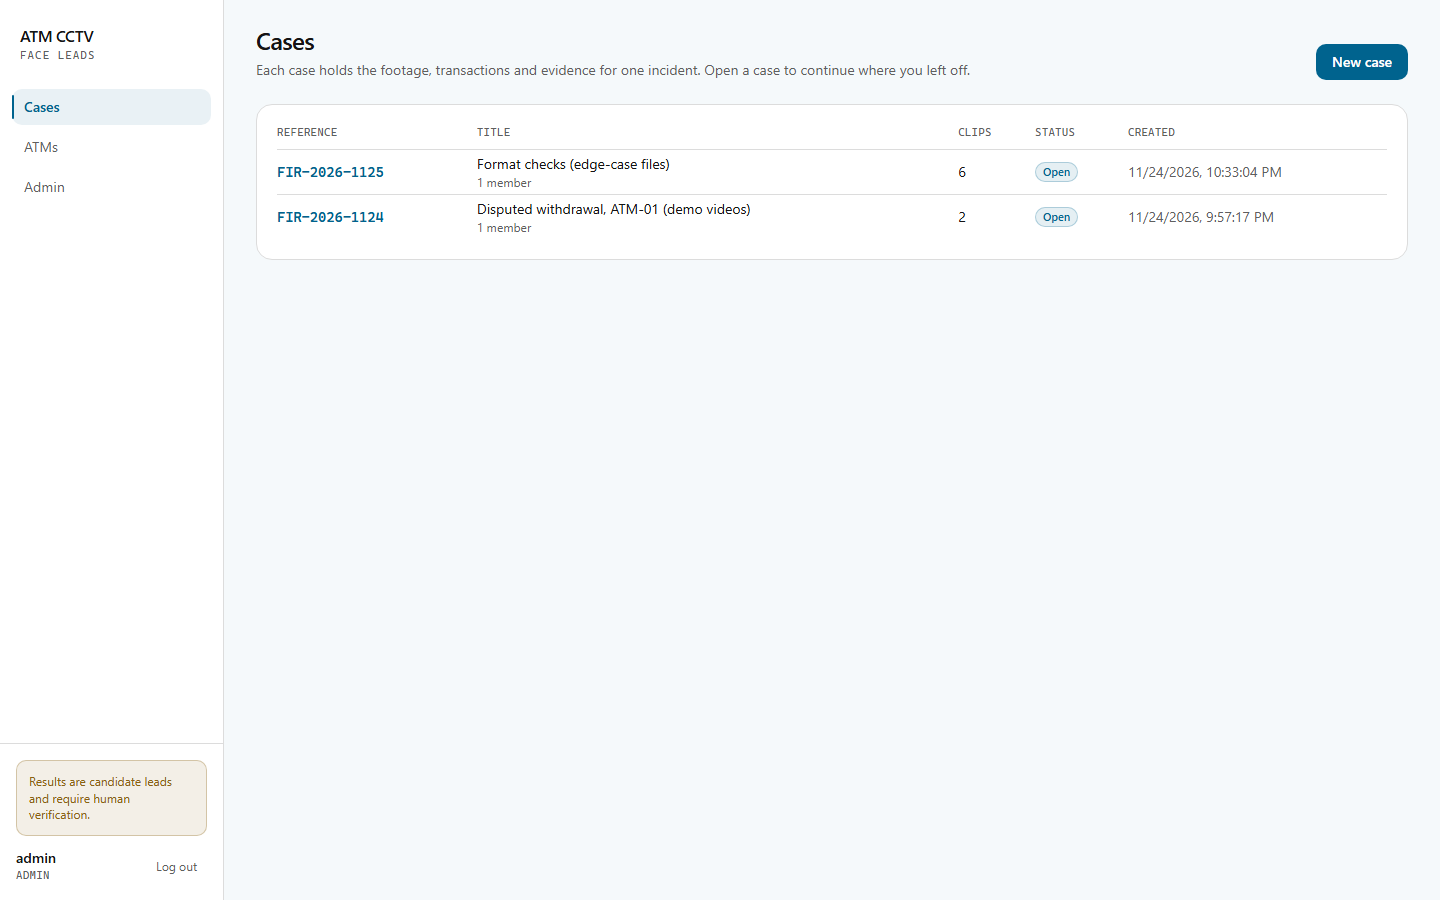 ATM CCTV
FACE LEADS
Cases
ATMs
Admin
Results are candidate leads
and require human
verification.
admin
ADMIN
Log out
Cases
Each case holds the footage, transactions and evidence for one incident. Open a case to continue where you left off.
New case
REFERENCE TITLE CLIPS STATUS CREATED
FIR-2026-1125 Format checks (edge-case files) 6 Open 11/24/2026, 10:33:04 PM
1 member
FIR-2026-1124 Disputed withdrawal, ATM-01 (demo videos) 2 Open 11/24/2026, 9:57:17 PM
1 member